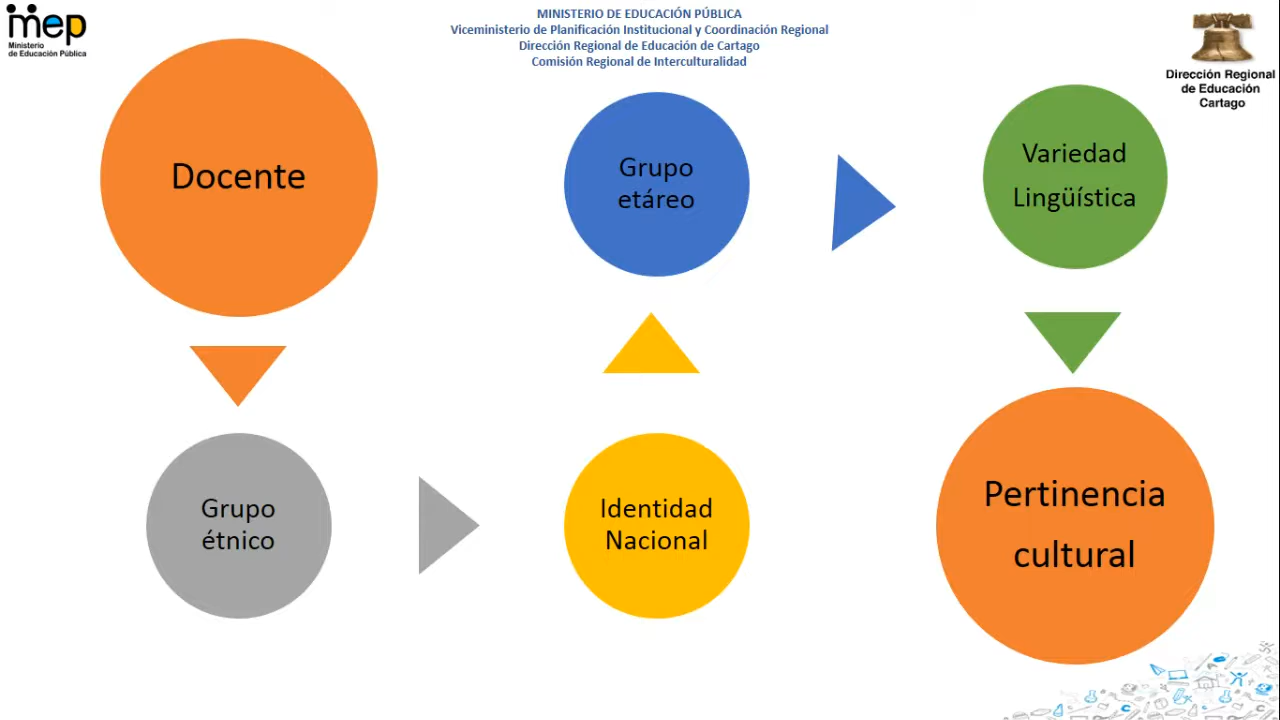 mep
Ministerio
de Educación Pública
MINISTERIO DE EDUCACIÓN PÚBLICA
Viceministerio de Planificación Institucional y Coordinación Regional
Dirección Regional de Educación de Cartago
Comisión Regional de Interculturalidad
Dirección Regional
de Educación
Cartago
Docente
Grupo
étnico
Identidad
Nacional
Grupo
etáreo
Variedad
Lingüística
Pertinencia
cultural